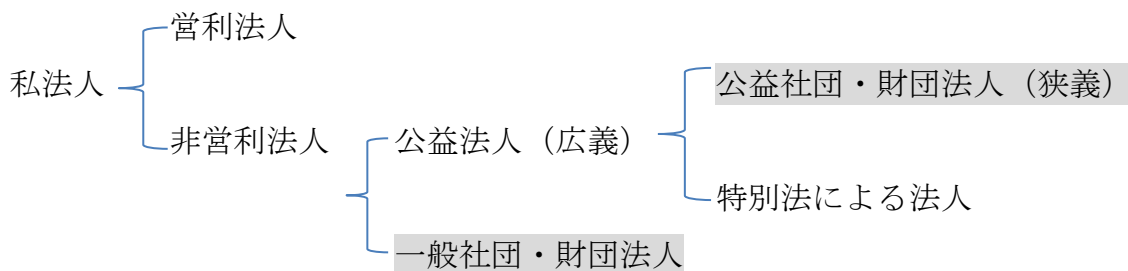 営利法人
私法人
公益社団・財団法人（狭義）
非営利法人
公益法人（広義）
特別法による法人
一般社団・財団法人